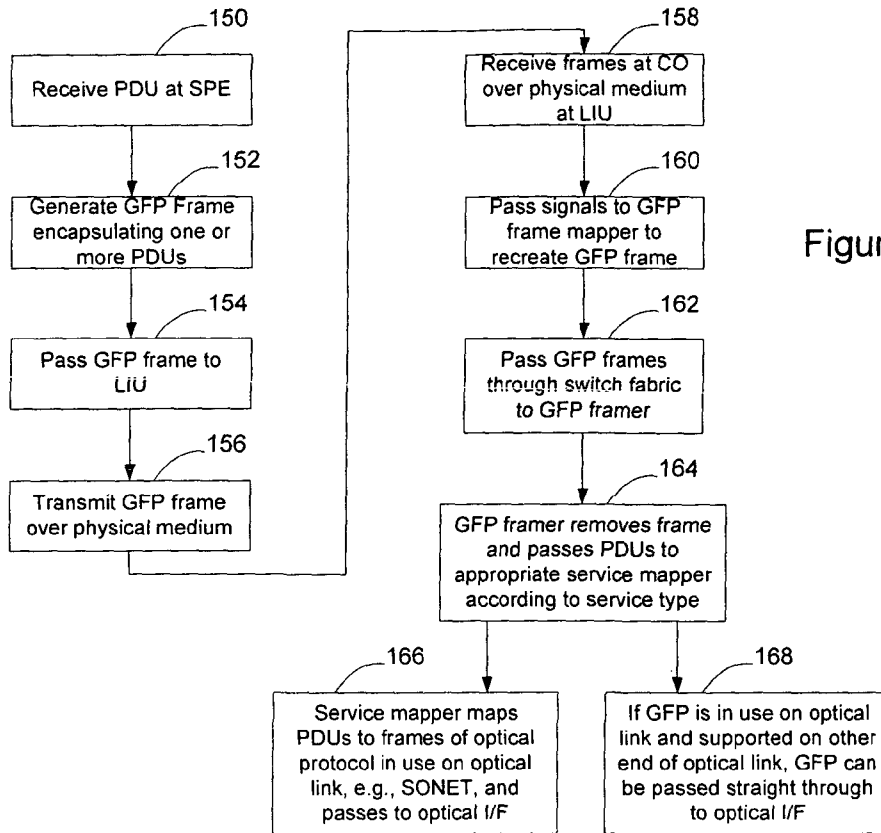 150
Receive PDU at SPE
152
Generate GFP Frame
encapsulating one or
more PDUs
154
Pass GFP frame to
LIU
156
Transmit GFP frame
over physical medium
158
Receive frames at CO
over physical medium
at LIU
160
Pass signals to GFP
frame mapper to
recreate GFP frame
162
Pass GFP frames
through switch fabric
to GFP framer
164
GFP framer removes frame
and passes PDUs to
appropriate service mapper
according to service type
166
Service mapper maps
PDUs to frames of optical
protocol in use on optical
link, e.g., SONET, and
passes to optical I/F
168
If GFP is in use on optical
link and supported on other
end of optical link, GFP can
be passed straight through
to optical I/F